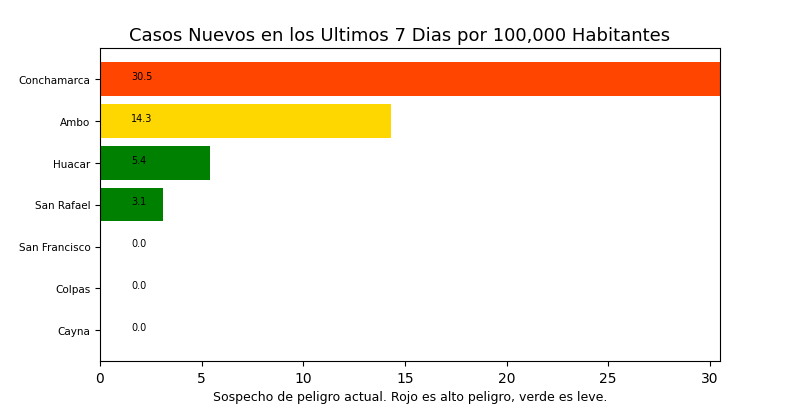 Casos Nuevos en los Ultimos 7 Dias por 100,000 Habitantes
Conchamarca 30.5
Ambo 14.3
Huacar 5.4
San Rafael 3.1
San Francisco 0.0
Colpas 0.0
Cayna 0.0
0 5 10 15 20 25 30
Sospecho de peligro actual. Rojo es alto peligro, verde es leve.